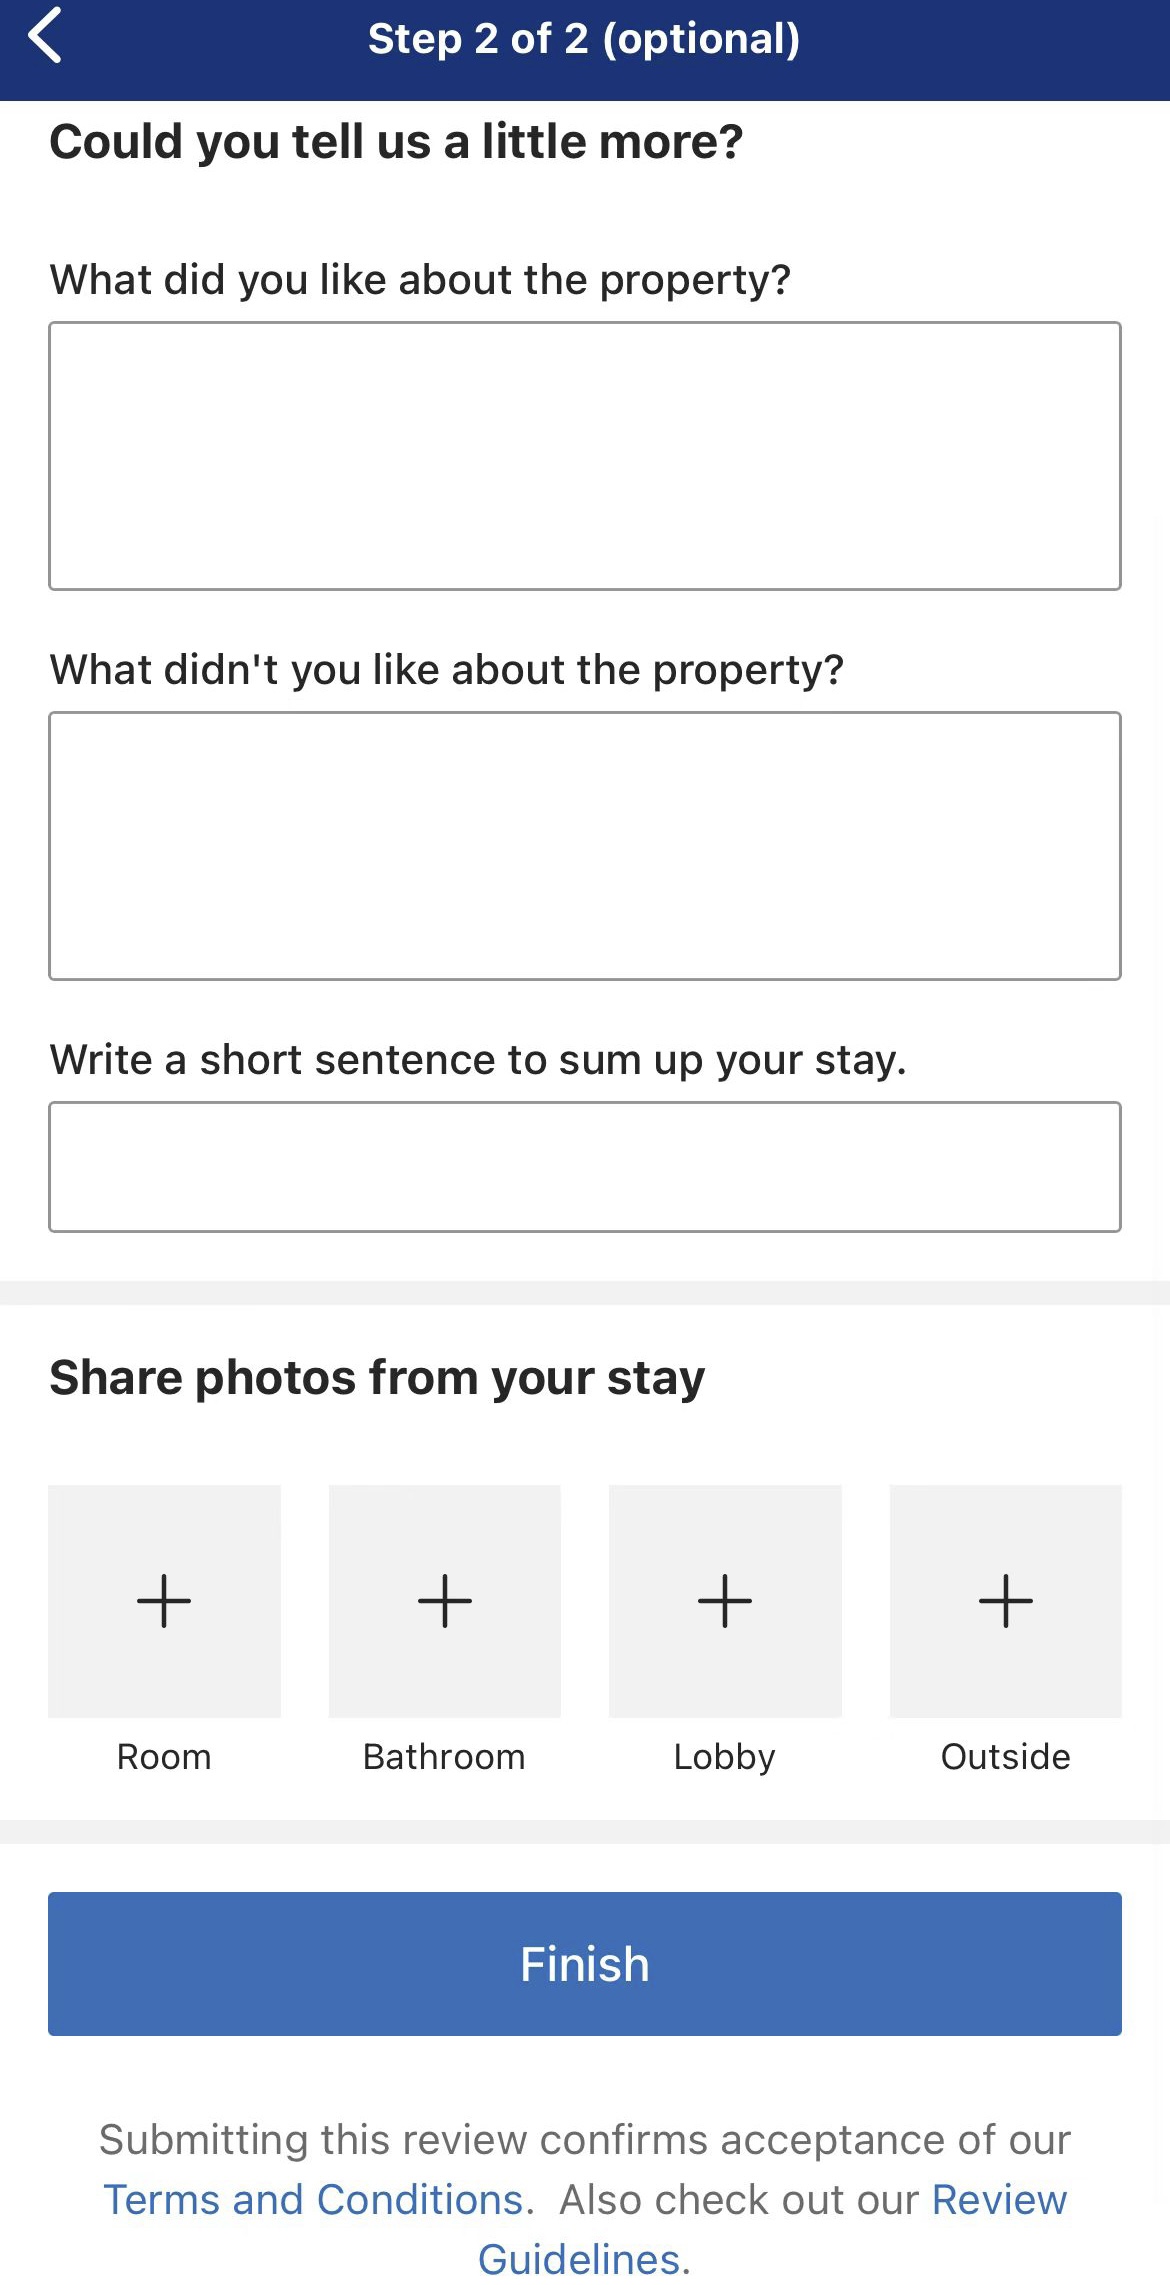 Step 2 of 2 (optional)
Could you tell us a little more?
What did you like about the property?
What didn't you like about the property?
Write a short sentence to sum up your stay.
Share photos from your stay
Room Bathroom Lobby Outside
Finish
Submitting this review confirms acceptance of our
Terms and Conditions. Also check out our Review
Guidelines.